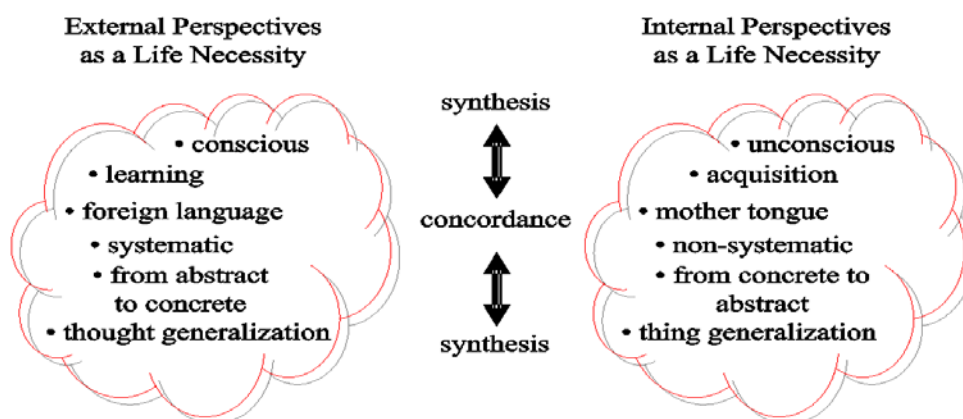 External Perspectives
as a Life Necessity
• conscious
• learning
• foreign language
• systematic
• from abstract
to concrete
• thought generalization
synthesis
concordance
synthesis
Internal Perspectives
as a Life Necessity
• unconscious
• acquisition
• mother tongue
• non-systematic
• from concrete to
abstract
• thing generalization